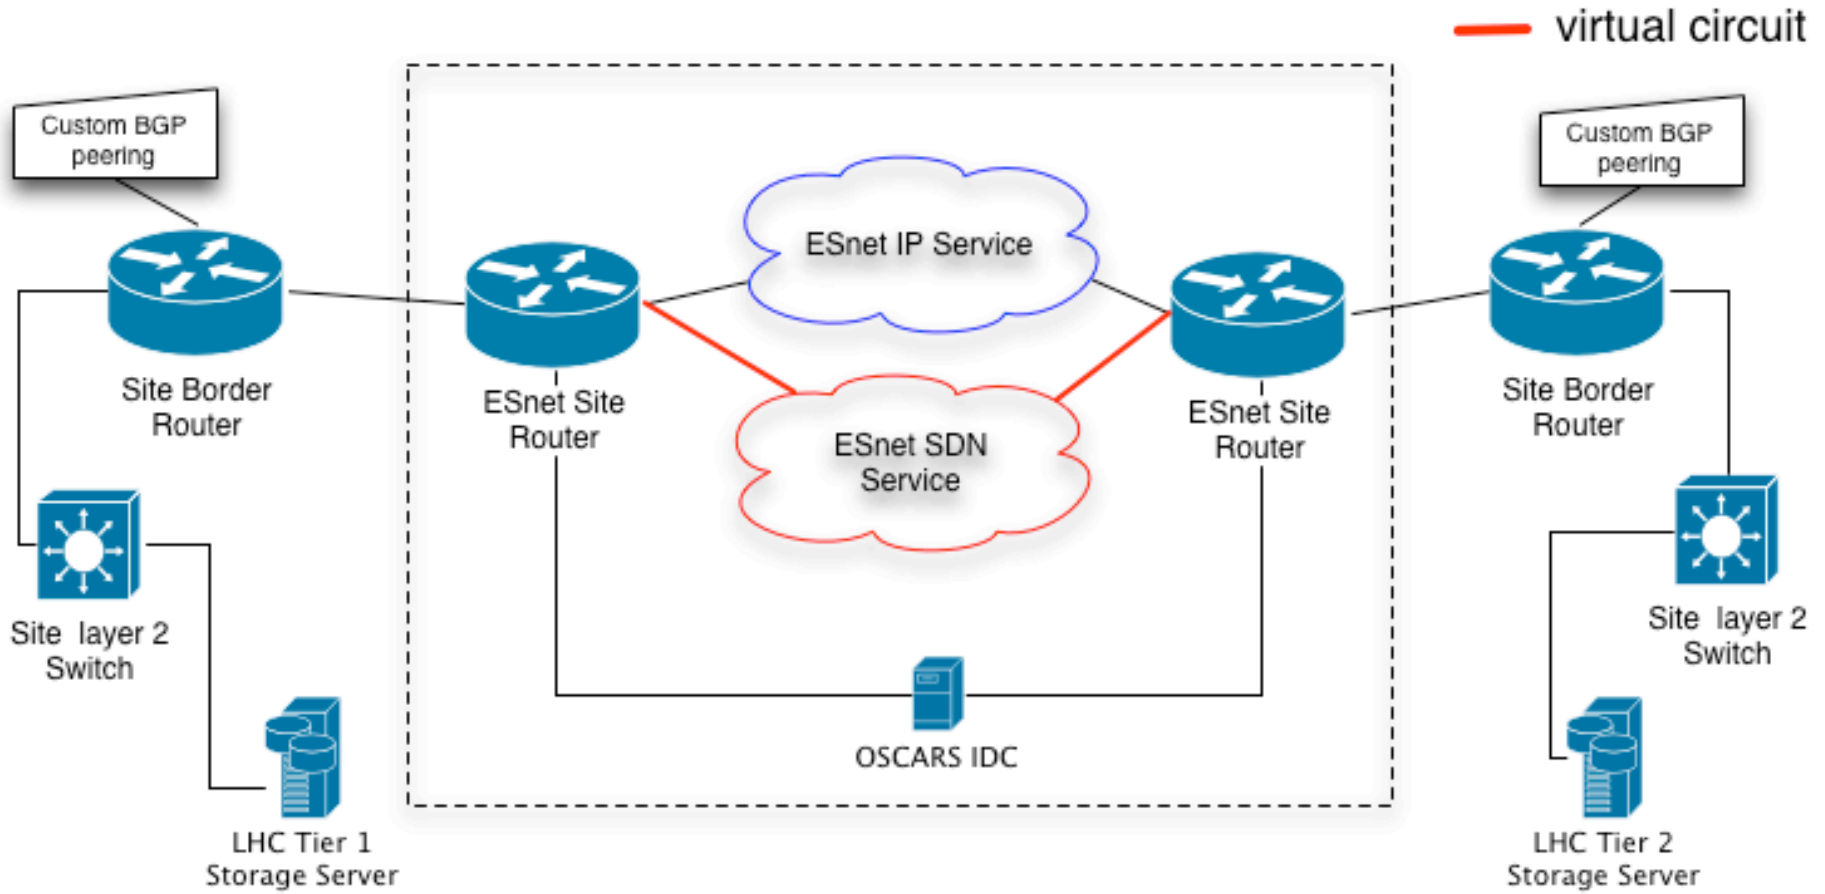 virtual circuit
Custom BGP
peering
Custom BGP
peering
ESnet IP Service
Site Border
Router
ESnet Site
Router
ESnet SDN
Service
ESnet Site
Router
Site Border
Router
Site layer 2
Switch
Site layer 2
Switch
OSCARS IDC
LHC Tier 1
Storage Server
LHC Tier 2
Storage Server